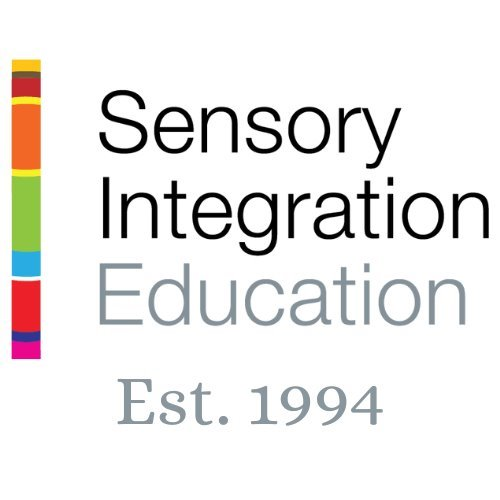 Sensory
Integration
Education
Est. 1994